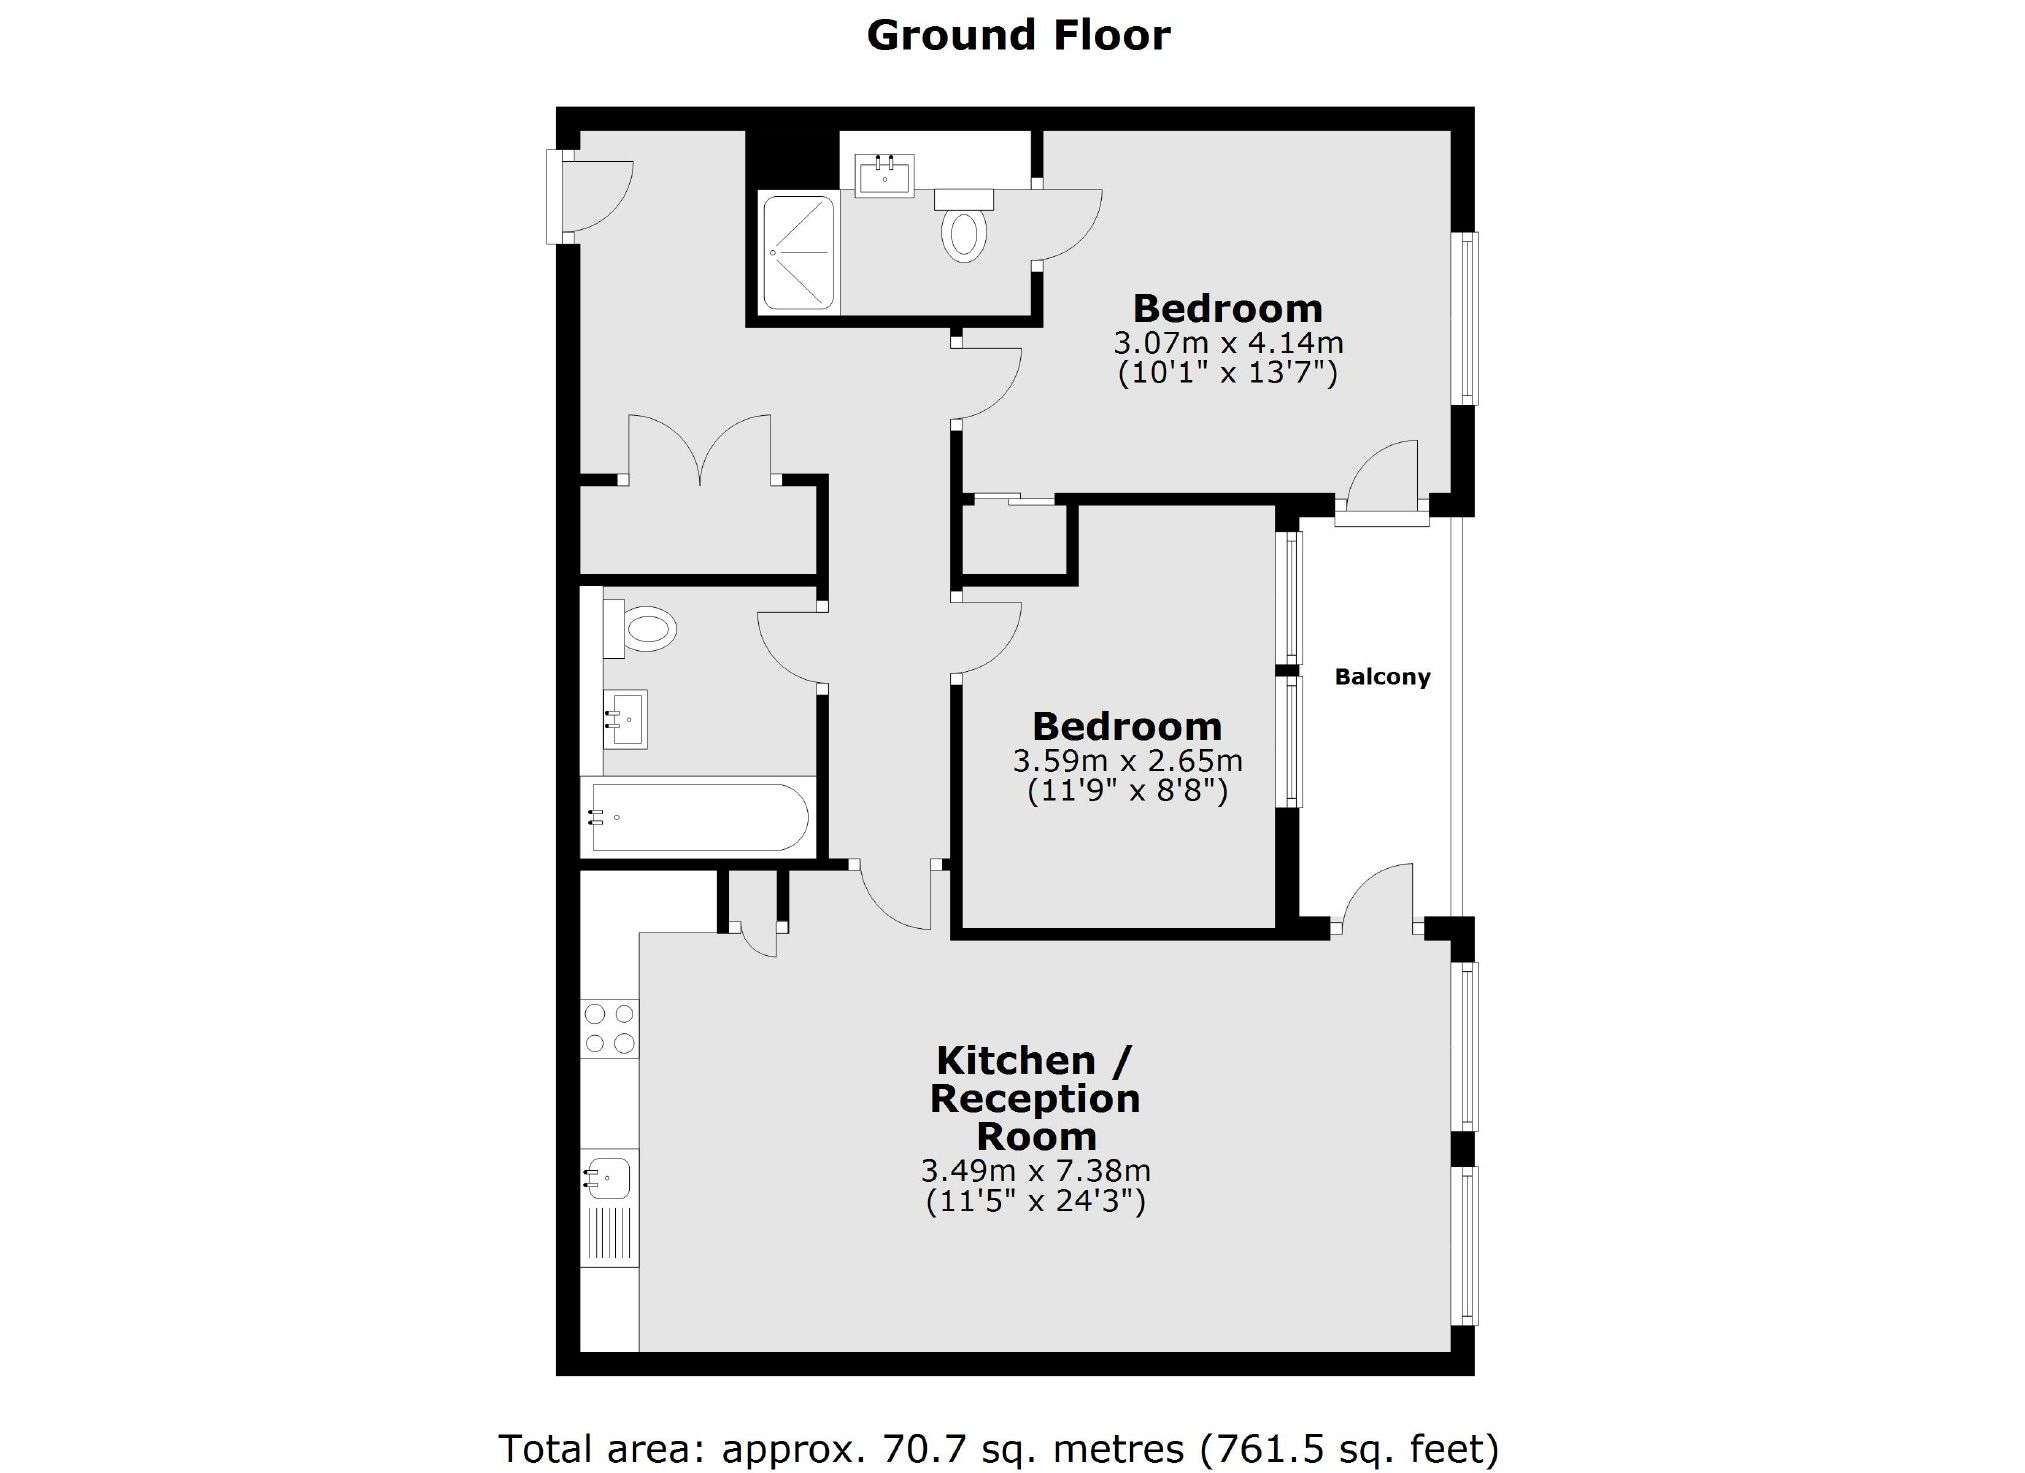 Ground Floor
Bedroom
3.07m x 4.14m
(10'1" x 13'7")
Balcony
Bedroom
3.59m x 2.65m
(11'9" x 8'8")
Kitchen /
Reception
Room
3.49m x 7.38m
(11'5" x 24'3")
Total area: approx. 70.7 sq. metres (761.5 sq. feet)